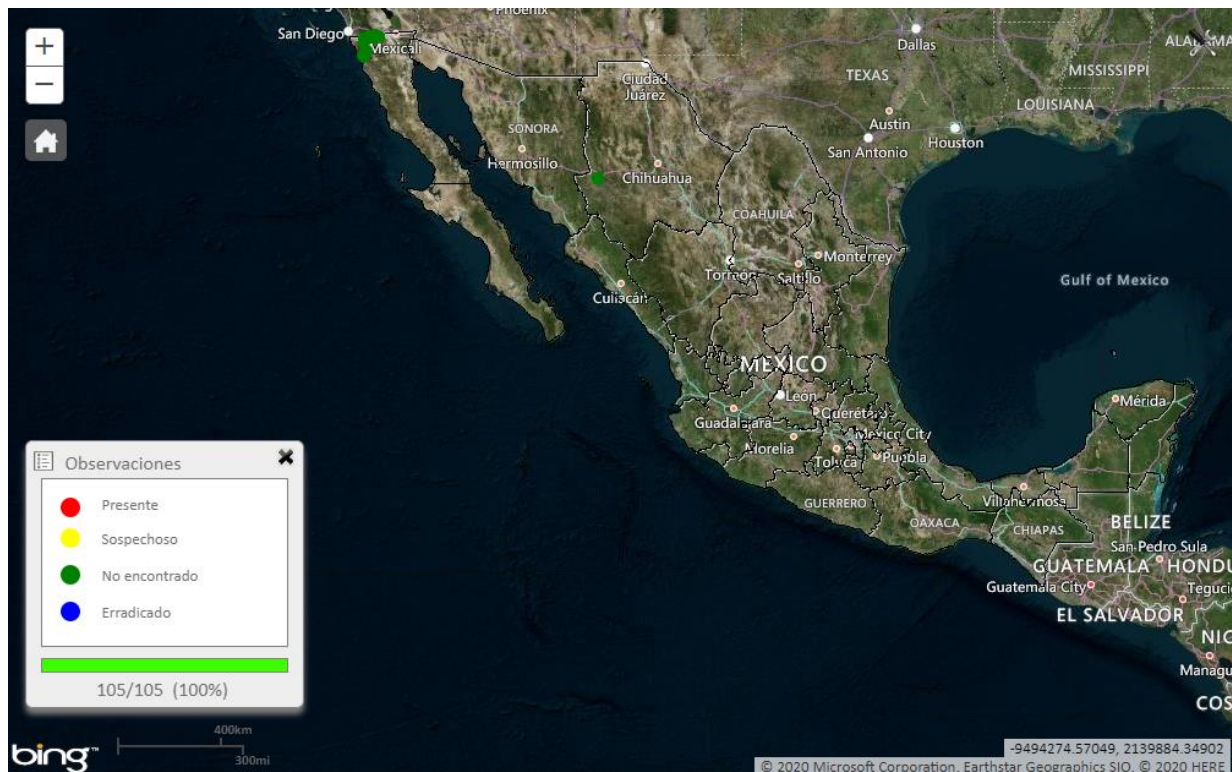 Phoenix
San Diego
Mexicali
Dallas
ALABAMA
Ciudad
Juárez
TEXAS
MISSISSIPPI
LOUISIANA
SONORA
Austin
Houston
San Antonio
Hermosillo
Chihuahua
COAHUILA
Monterrey
Torreón
Saltillo
Gulf of Mexico
Culiacán
MEXICO
León
Mérida
Guadalajara
Querétaro
Mexico City
Morelia
Toluca
Puebla
Villahermosa
GUERRERO
OAXACA
CHIAPAS
BELIZE
San Pedro Sula
GUATEMALA
HONDU
Guatemala City
Teguci
EL SALVADOR
NIC
Managu
COS
+
−
Observaciones
Presente
Sospechoso
No encontrado
Erradicado
105/105 (100%)
400km
300mi
bing™
-9494274.57049, 2139884.34902
© 2020 Microsoft Corporation, Earthstar Geographics SIO, © 2020 HERE